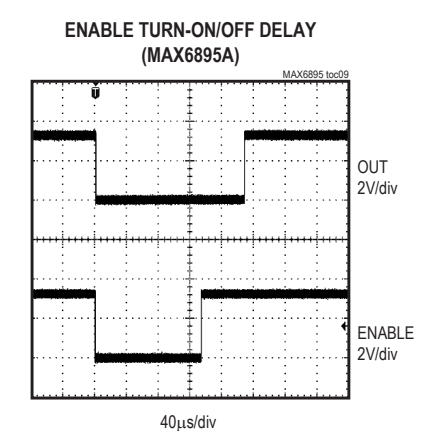 ENABLE TURN-ON/OFF DELAY
(MAX6895A)
MAX6895 toc09
T
OUT
2V/div
ENABLE
2V/div
40µs/div